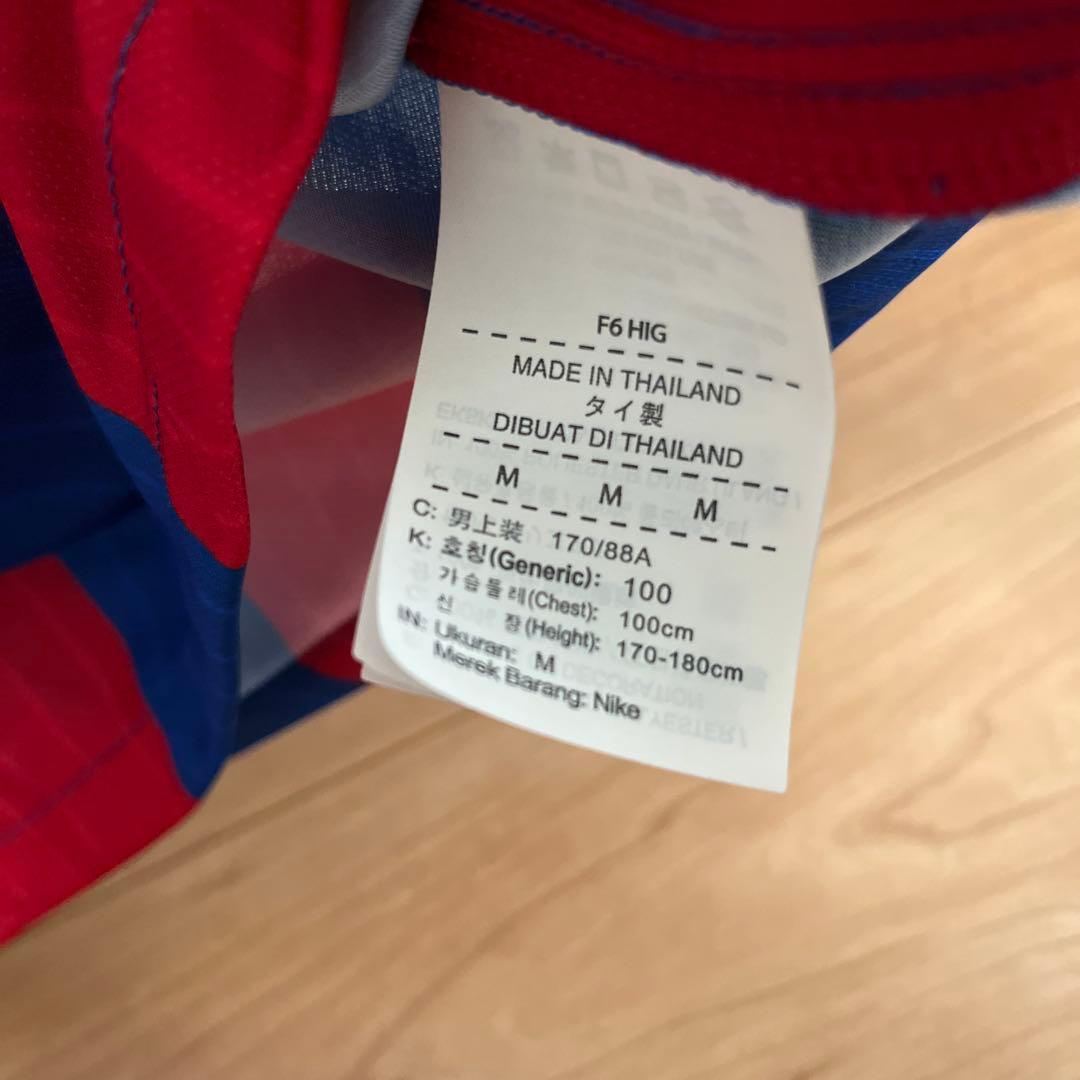 F6 HIG
MADE IN THAILAND
タイ製
DIBUAT DI THAILAND
M M M
C: 男上装 170/88A
K: 호칭(Generic): 100
가슴둘레(Chest): 100cm
신 장(Height): 170-180cm
IN: Ukuran: M
Merek Barang: Nike